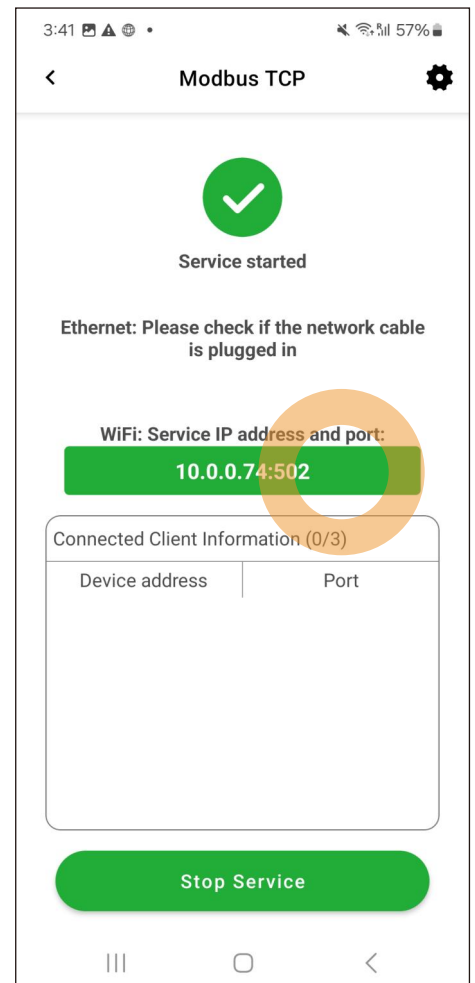 3:41
57%
Modbus TCP
Service started
Ethernet: Please check if the network cable
is plugged in
WiFi: Service IP address and port:
10.0.0.74:502
Connected Client Information (0/3)
Device address Port
Stop Service